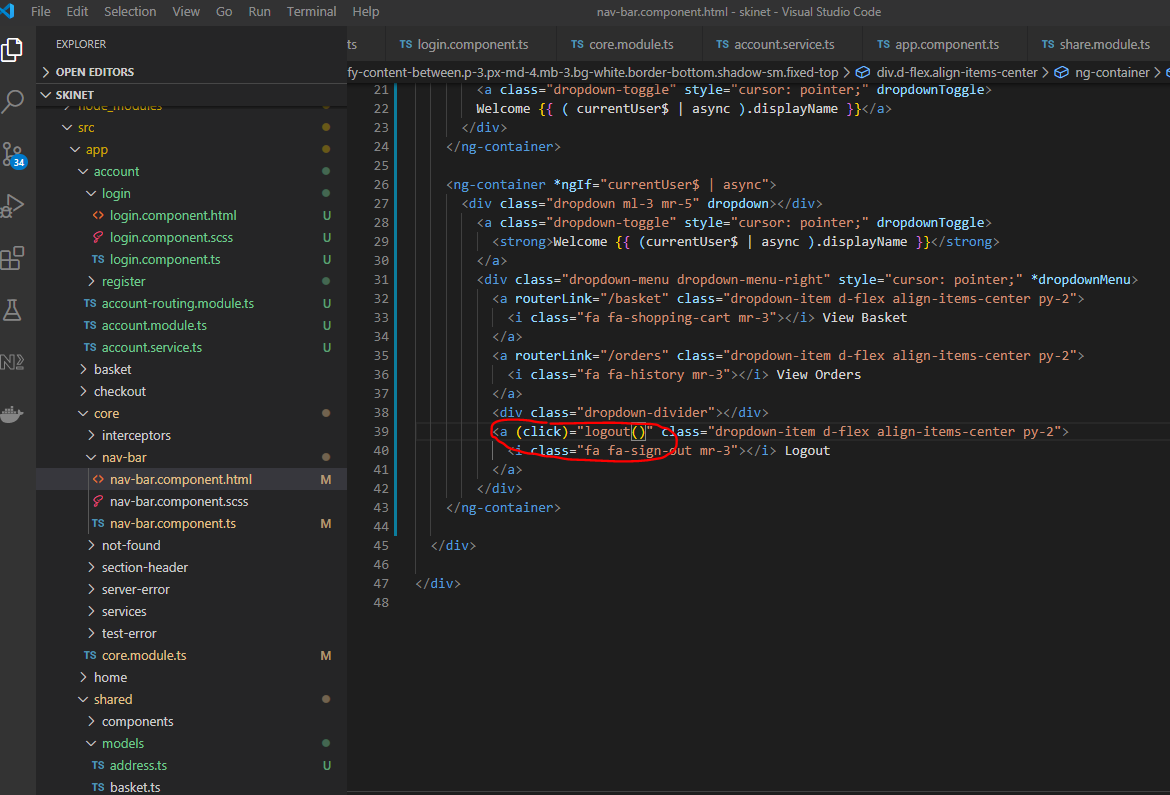 File Edit Selection View Go Run Terminal Help nav-bar.component.html - skinet - Visual Studio Code
EXPLORER
ts TS login.component.ts TS core.module.ts TS account.service.ts TS app.component.ts TS share.module.ts
OPEN EDITORS
fy-content-between.p-3.px-md-4.mb-3.bg-white.border-bottom.shadow-sm.fixed-top > div.d-flex.align-items-center > ng-container >
SKINET
node_modules
src
app
account
login
login.component.html U
login.component.scss U
TS login.component.ts U
register
TS account-routing.module.ts U
TS account.module.ts U
TS account.service.ts U
basket
checkout
core
interceptors
nav-bar
nav-bar.component.html M
nav-bar.component.scss
TS nav-bar.component.ts M
not-found
section-header
server-error
services
test-error
TS core.module.ts M
home
shared
components
models
TS address.ts U
TS basket.ts
34
21 <a class="dropdown-toggle" style="cursor: pointer;" dropdownToggle>
22 Welcome {{ ( currentUser$ | async ).displayName }}</a>
23 </div>
24 </ng-container>
25
26 <ng-container *ngIf="currentUser$ | async">
27 <div class="dropdown ml-3 mr-5" dropdown></div>
28 <a class="dropdown-toggle" style="cursor: pointer;" dropdownToggle>
29 <strong>Welcome {{ (currentUser$ | async ).displayName }}</strong>
30 </a>
31 <div class="dropdown-menu dropdown-menu-right" style="cursor: pointer;" *dropdownMenu>
32 <a routerLink="/basket" class="dropdown-item d-flex align-items-center py-2">
33 <i class="fa fa-shopping-cart mr-3"></i> View Basket
34 </a>
35 <a routerLink="/orders" class="dropdown-item d-flex align-items-center py-2">
36 <i class="fa fa-history mr-3"></i> View Orders
37 </a>
38 <div class="dropdown-divider"></div>
39 <a (click)="logout()" class="dropdown-item d-flex align-items-center py-2">
40 <i class="fa fa-sign-out mr-3"></i> Logout
41 </a>
42 </div>
43 </ng-container>
44
45 </div>
46
47 </div>
48